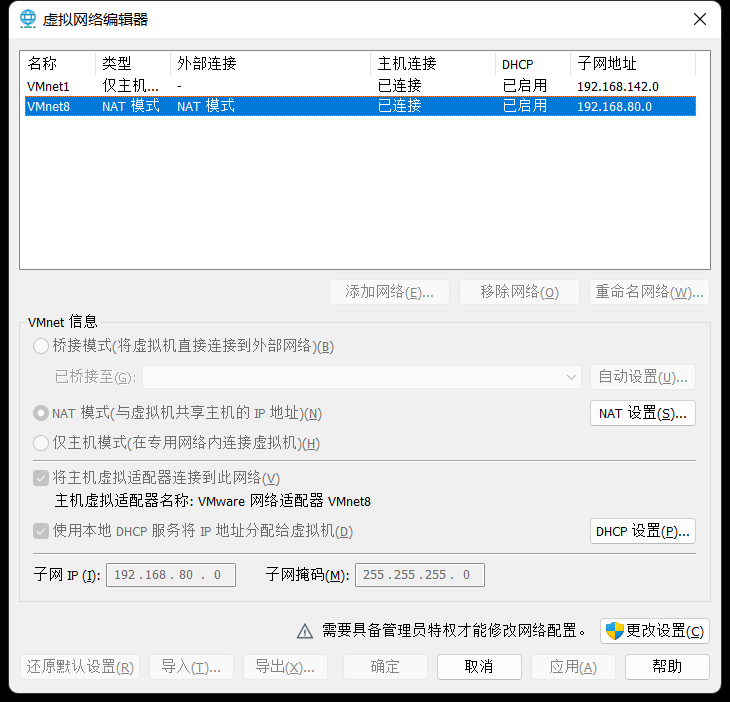 虚拟网络编辑器
名称 类型 外部连接 主机连接 DHCP 子网地址
VMnet1 仅主机... - 已连接 已启用 192.168.142.0
VMnet8 NAT 模式 NAT 模式 已连接 已启用 192.168.80.0
添加网络(E)... 移除网络(O) 重命名网络(W)...
VMnet 信息
桥接模式(将虚拟机直接连接到外部网络)(B)
已桥接至(G): 自动设置(U)...
NAT 模式(与虚拟机共享主机的 IP 地址)(N) NAT 设置(S)...
仅主机模式(在专用网络内连接虚拟机)(H)
将主机虚拟适配器连接到此网络(V)
主机虚拟适配器名称: VMware 网络适配器 VMnet8
使用本地 DHCP 服务将 IP 地址分配给虚拟机(D) DHCP 设置(P)...
子网 IP (I): 192.168.80.0 子网掩码(M): 255.255.255.0
需要具备管理员特权才能修改网络配置。 更改设置(C)
还原默认设置(R) 导入(T)... 导出(X)... 确定 取消 应用(A) 帮助